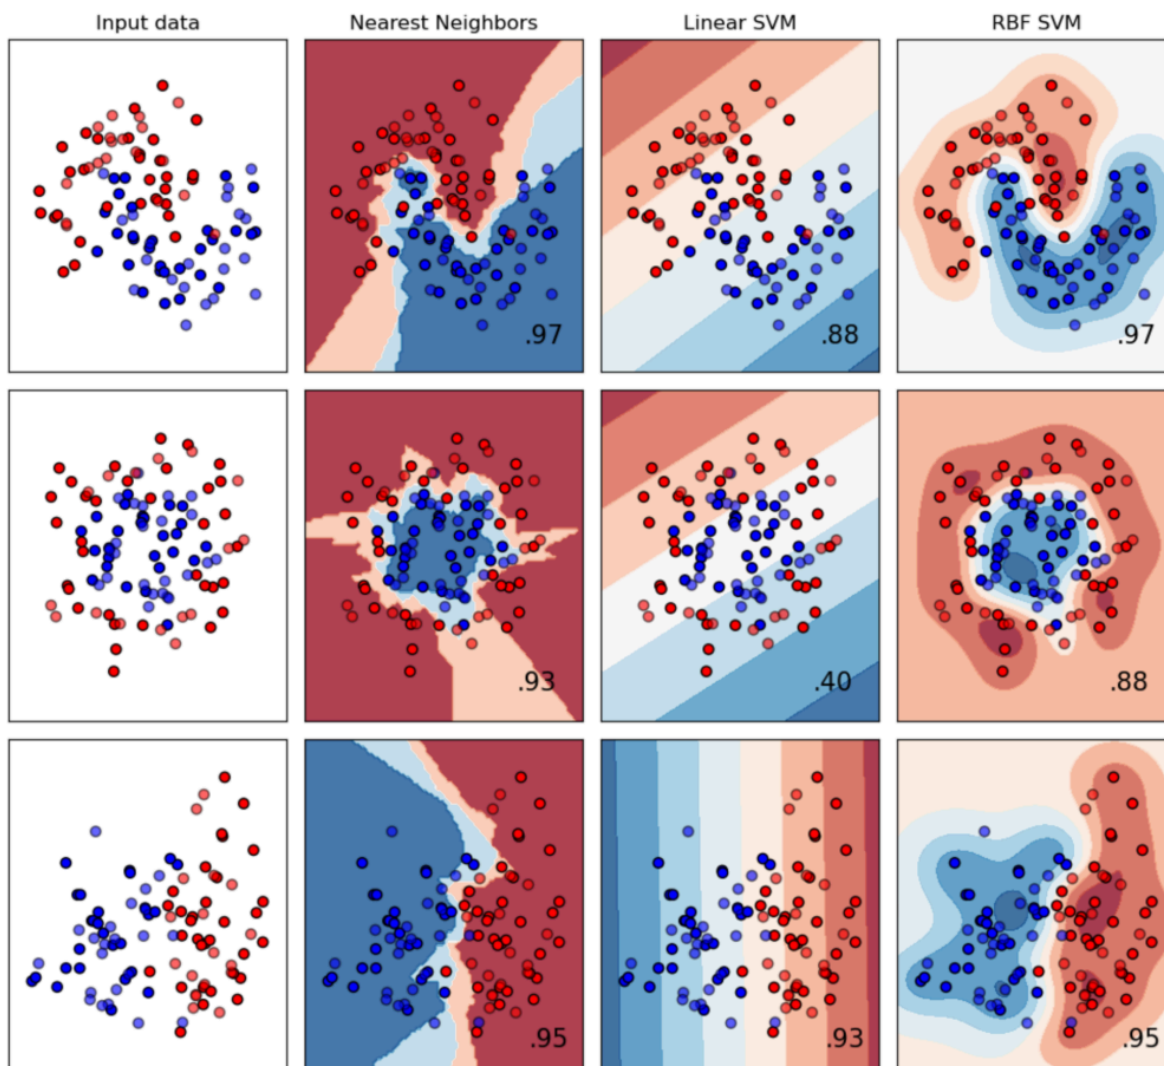 Input data
Nearest Neighbors
Linear SVM
RBF SVM
.97
.88
.97
.93
.40
.88
.95
.93
.95